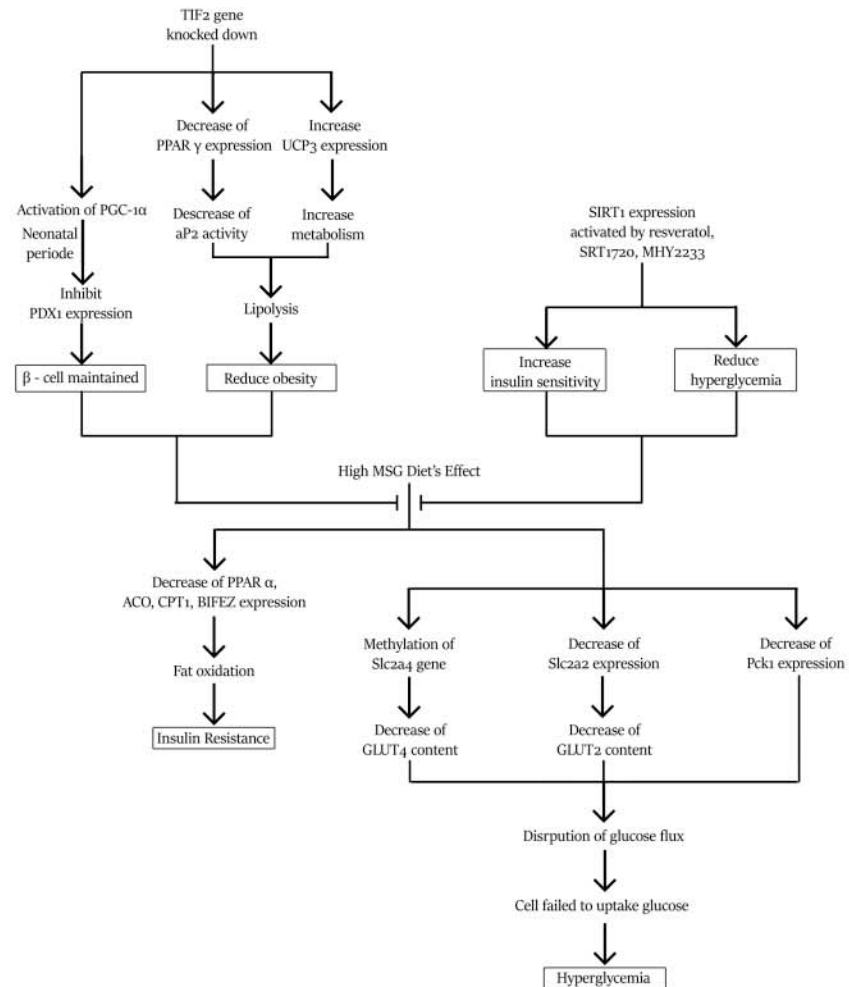 TIF2 gene
knocked down
Decrease of
PPAR γ expression
Increase
UCP3 expression
Activation of PGC-1α
Neonatal
periode
Descrease of
aP2 activity
Increase
metabolism
SIRT1 expression
activated by resveratol,
SRT1720, MHY2233
Inhibit
PDX1 expression
Lipolysis
β - cell maintained
Reduce obesity
Increase
insulin sensitivity
Reduce
hyperglycemia
High MSG Diet's Effect
Decrease of PPAR α,
ACO, CPT1, BIFEZ expression
Methylation of
Slc2a4 gene
Decrease of
Slc2a2 expression
Decrease of
Pck1 expression
Fat oxidation
Insulin Resistance
Decrease of
GLUT4 content
Decrease of
GLUT2 content
Disrpution of glucose flux
Cell failed to uptake glucose
Hyperglycemia